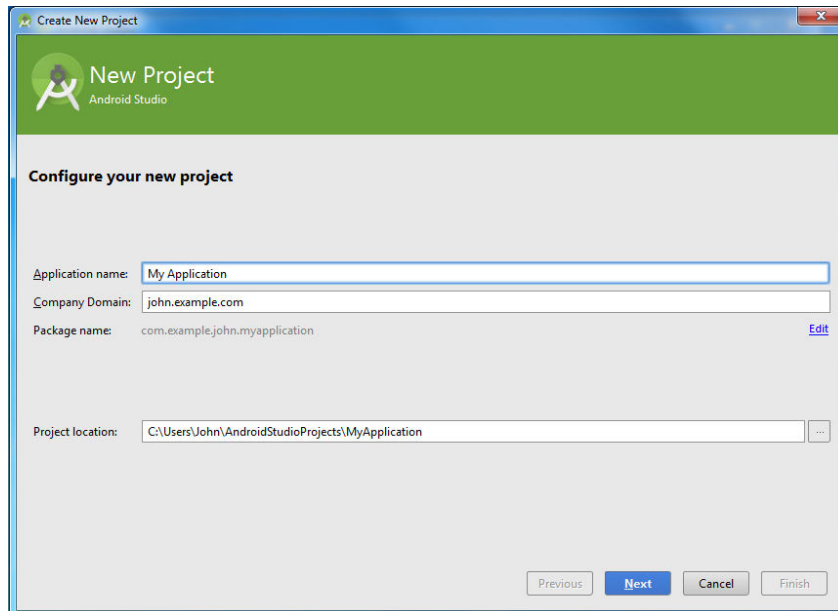 Create New Project
New Project
Android Studio
Configure your new project
Application name: My Application
Company Domain: john.example.com
Package name: com.example.john.myapplication Edit
Project location: C:\Users\John\AndroidStudioProjects\MyApplication ...
Previous Next Cancel Finish